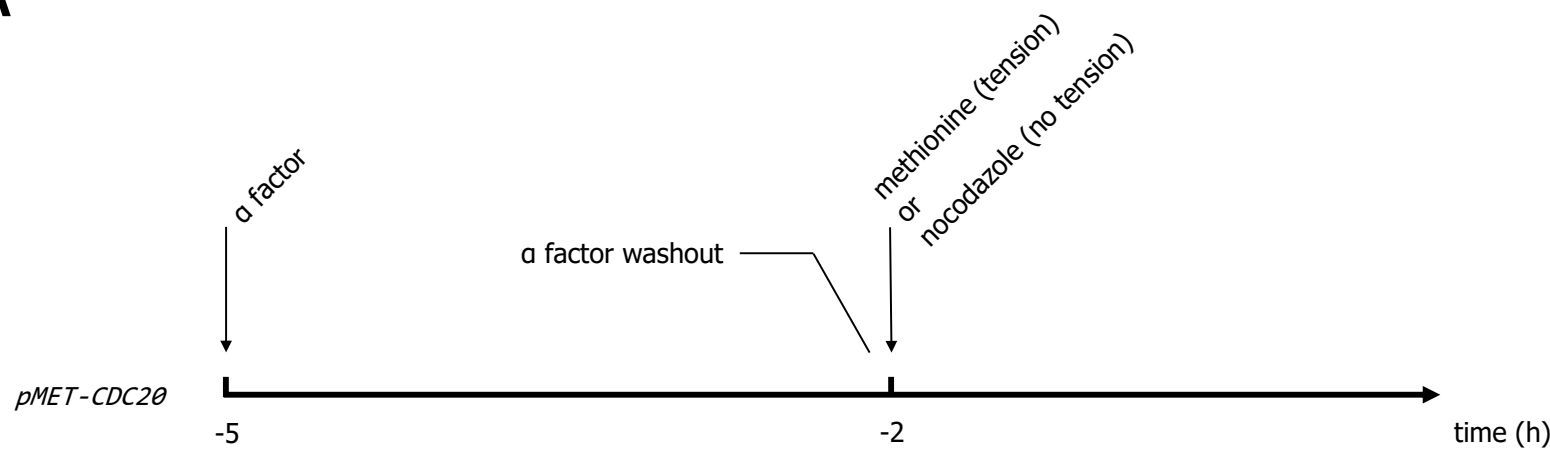 methionine (tension)
or
nocodazole (no tension)
ɑ factor
ɑ factor washout
pMET-CDC20
-5
-2
time (h)